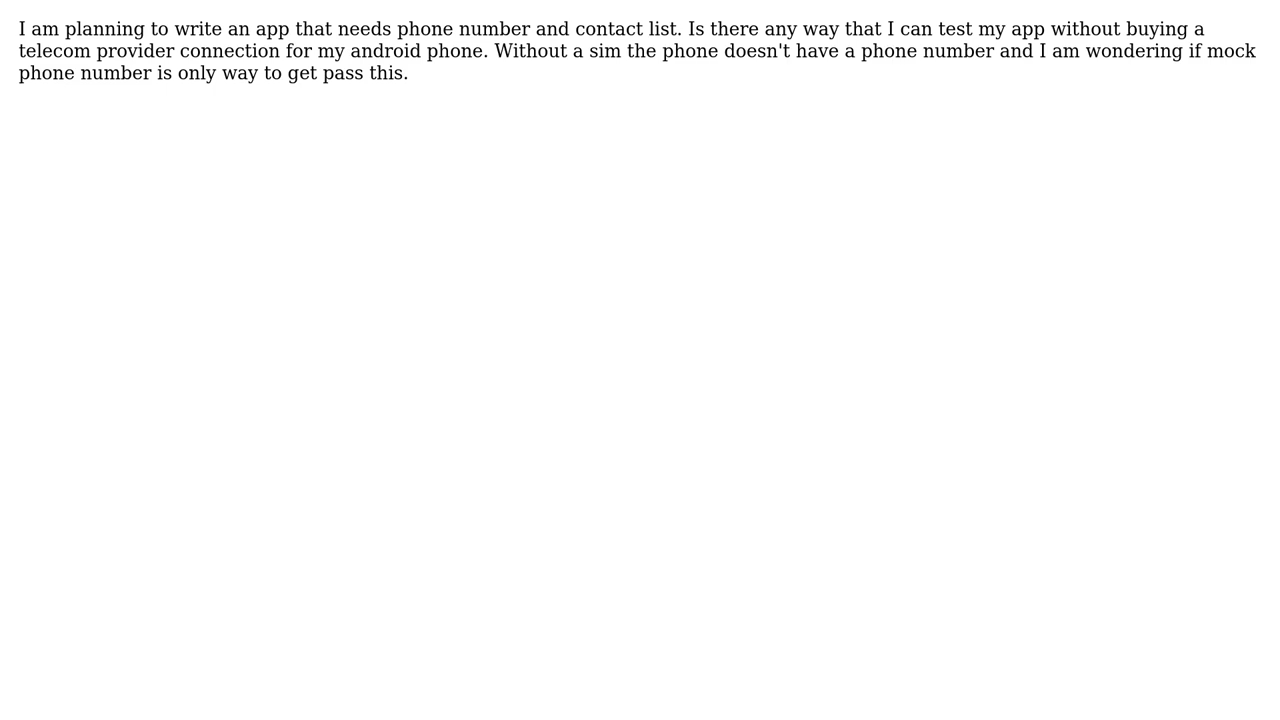 I am planning to write an app that needs phone number and contact list. Is there any way that I can test my app without buying a
telecom provider connection for my android phone. Without a sim the phone doesn't have a phone number and I am wondering if mock
phone number is only way to get pass this.